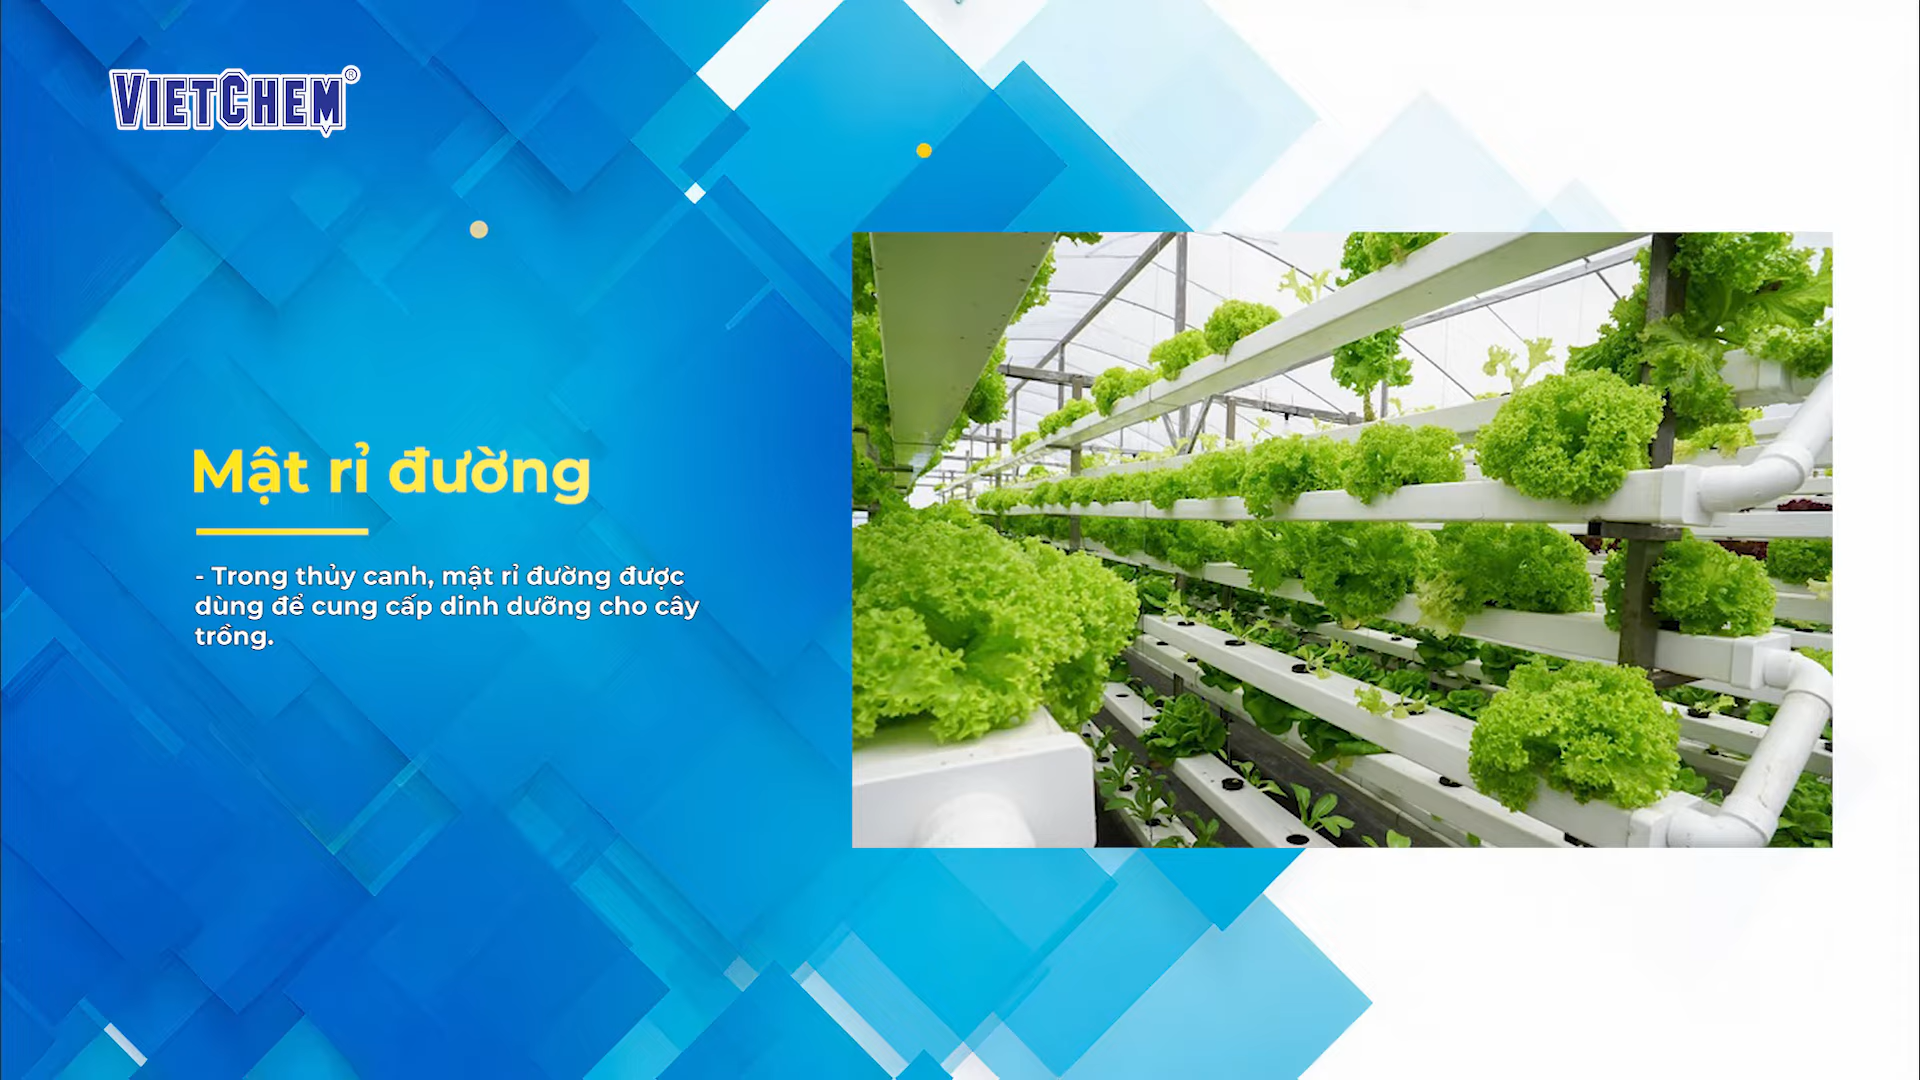 VIETCHEM®
Mật rỉ đường
- Trong thủy canh, mật rỉ đường được
dùng để cung cấp dinh dưỡng cho cây
trồng.